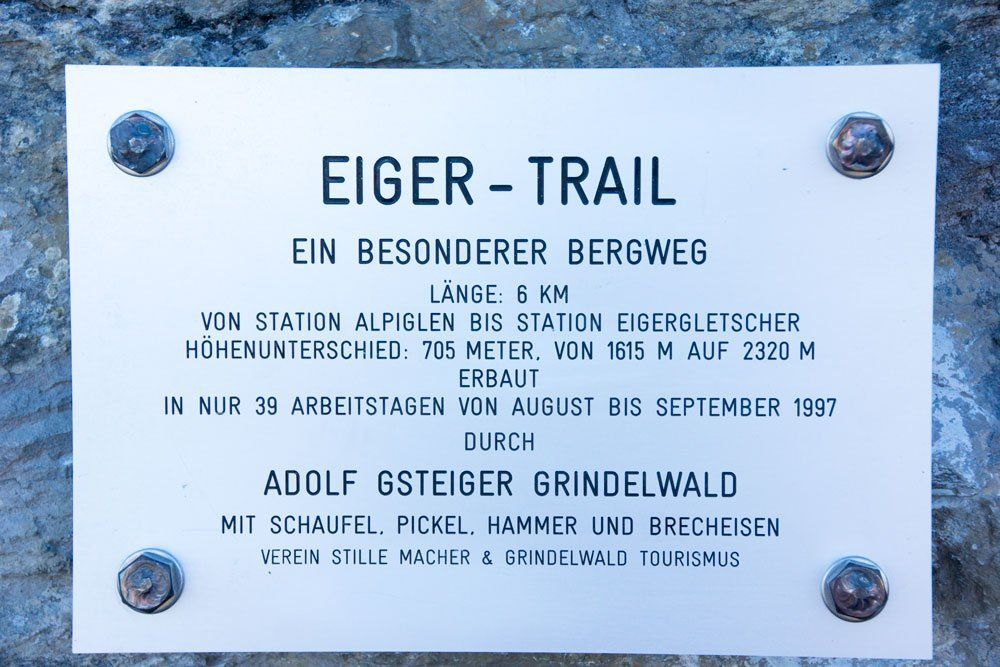 EIGER - TRAIL
EIN BESONDERER BERGWEG
LÄNGE: 6 KM
VON STATION ALPIGLEN BIS STATION EIGERGLETSCHER
HÖHENUNTERSCHIED: 705 METER, VON 1615 M AUF 2320 M
ERBAUT
IN NUR 39 ARBEITSTAGEN VON AUGUST BIS SEPTEMBER 1997
DURCH
ADOLF GSTEIGER GRINDELWALD
MIT SCHAUFEL, PICKEL, HAMMER UND BRECHEISEN
VEREIN STILLE MACHER & GRINDELWALD TOURISMUS